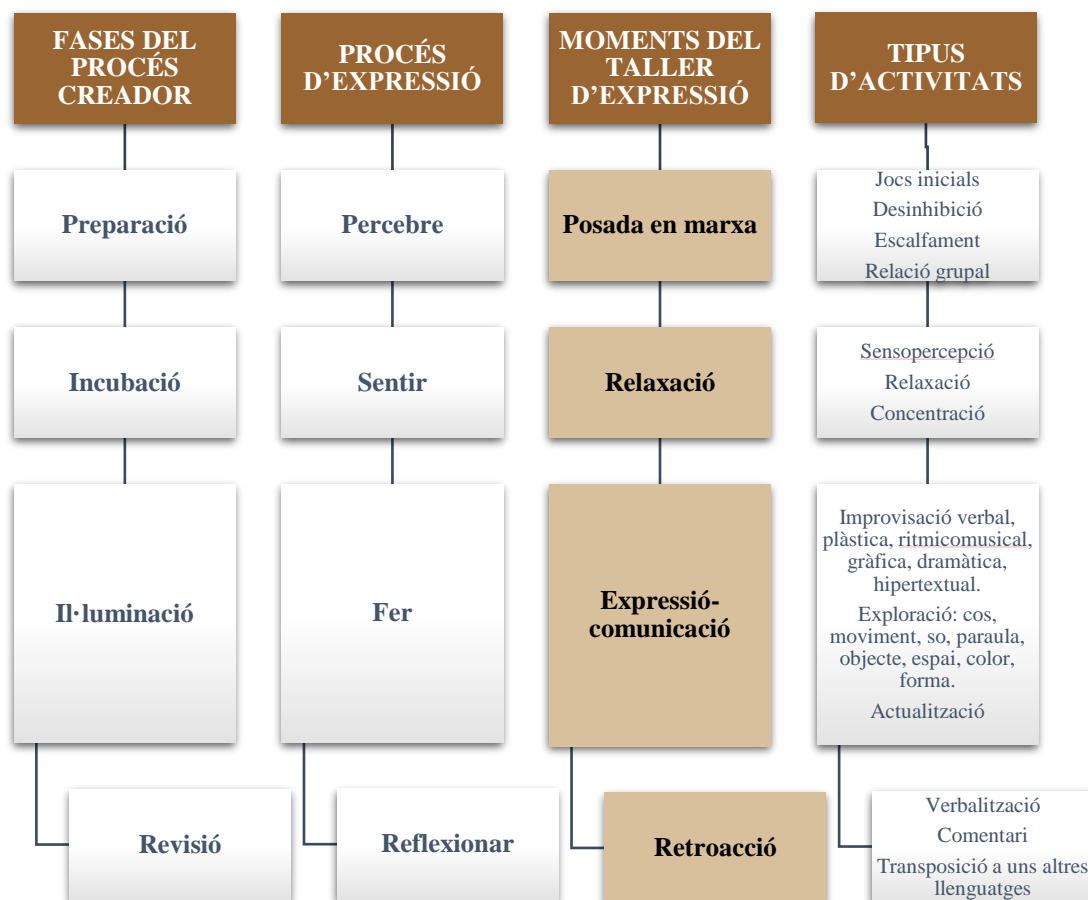 FASES DEL
PROCÉS
CREADOR
PROCÉS
D’EXPRESSIÓ
MOMENTS DEL
TALLER
D’EXPRESSIÓ
TIPUS
D’ACTIVITATS
Preparació
Percebre
Posada en marxa
Jocs inicials
Desinhibició
Escalfament
Relació grupal
Incubació
Sentir
Relaxació
Sensopercepció
Relaxació
Concentració
Il·luminació
Fer
Expressió-
comunicació
Improvisació verbal,
plàstica, ritmicomusical,
gràfica, dramàtica,
hipertextual.
Exploració: cos,
moviment, so, paraula,
objecte, espai, color,
forma.
Actualització
Revisió
Reflexionar
Retroacció
Verbalització
Comentari
Transposició a uns altres
llenguatges